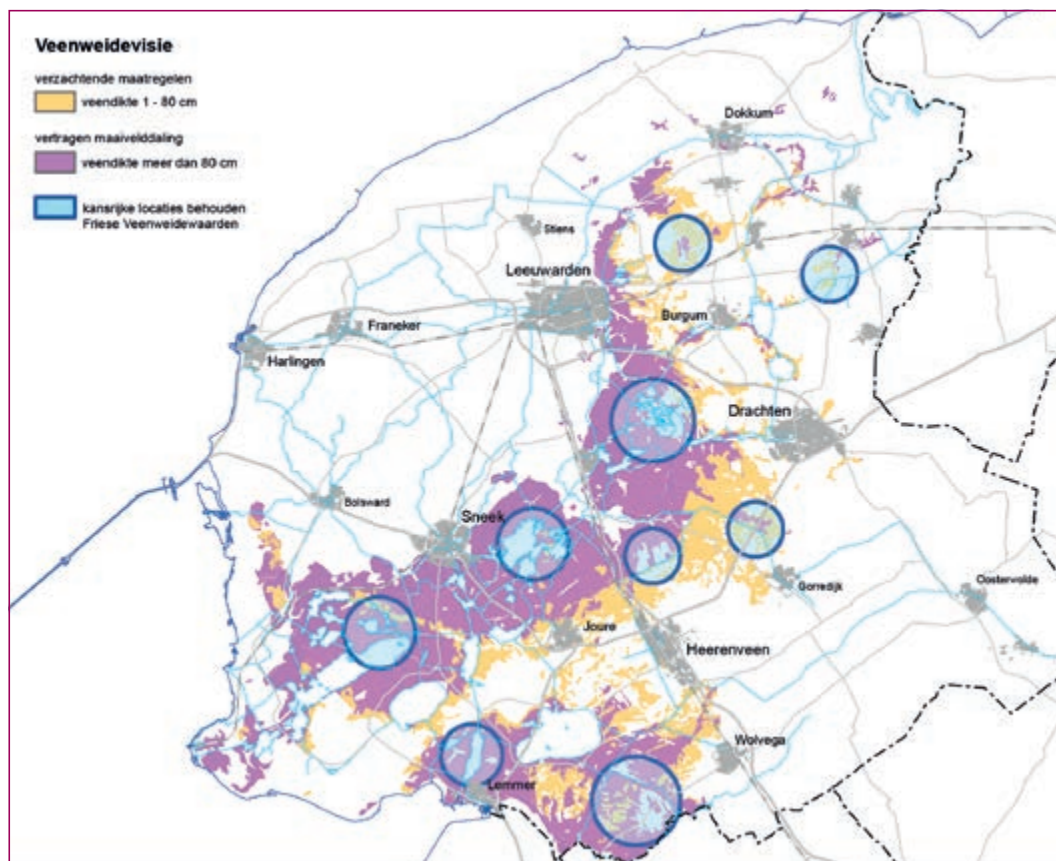 Veenweidevisie
verzachtende maatregelen
veendikte 1 - 80 cm
vertragen maaivelddaling
veendikte meer dan 80 cm
kansrijke locaties behouden
Friese Veenweidewaarden
Dokkum
Stiens
Leeuwarden
Burgum
Franeker
Harlingen
Drachten
Bolsward
Sneek
Gorredijk
Oosterwolde
Joure
Heerenveen
Wolvega
Lemmer